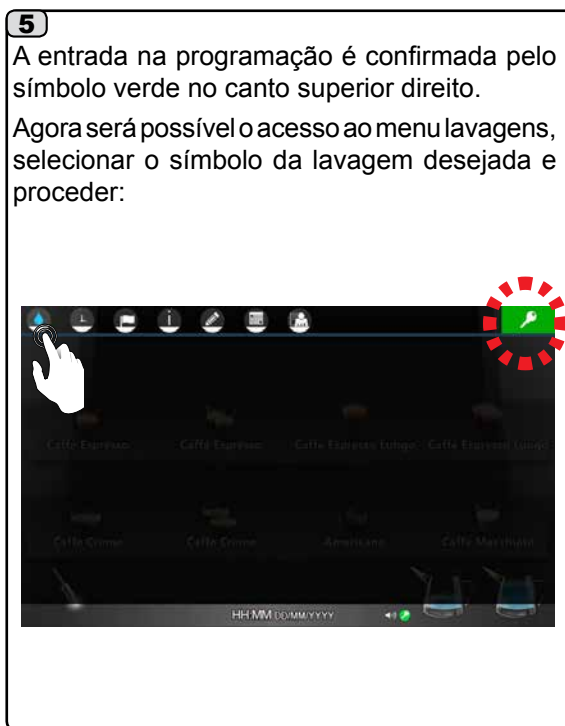 5
A entrada na programação é confirmada pelo
símbolo verde no canto superior direito.
Agora será possível o acesso ao menu lavagens,
selecionar o símbolo da lavagem desejada e
proceder:
Caffè Espresso Caffè Espresso Caffè Espresso Lungo Caffè Espresso Lungo
Caffè Creme Caffè Creme Americano Caffè Macchiato
HH:MM DD/MM/YYYY